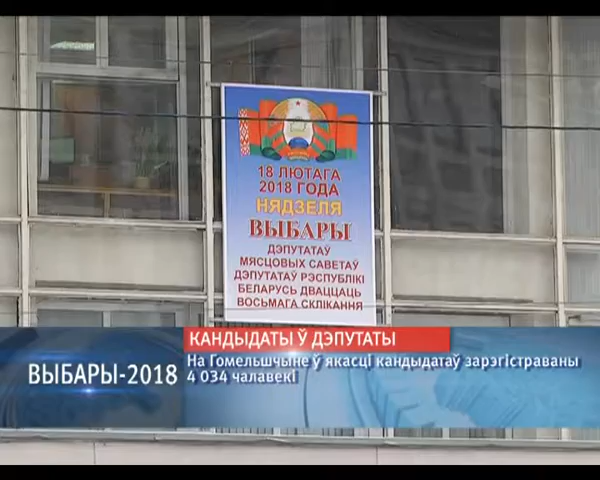 18 ЛЮТАГА
2018 ГОДА
НЯДЗЕЛЯ
ВЫБАРЫ
ДЭПУТАТАЎ
МЯСЦОВЫХ САВЕТАЎ
ДЭПУТАТАЎ РЭСПУБЛІКІ
БЕЛАРУСЬ ДВАЦЦАЦЬ
ВОСЬМАГА СКЛІКАННЯ
КАНДЫДАТЫ Ў ДЭПУТАТЫ
ВЫБАРЫ-2018
На Гомельшчыне ў якасці кандыдатаў зарэгістраваны
4 034 чалавекі